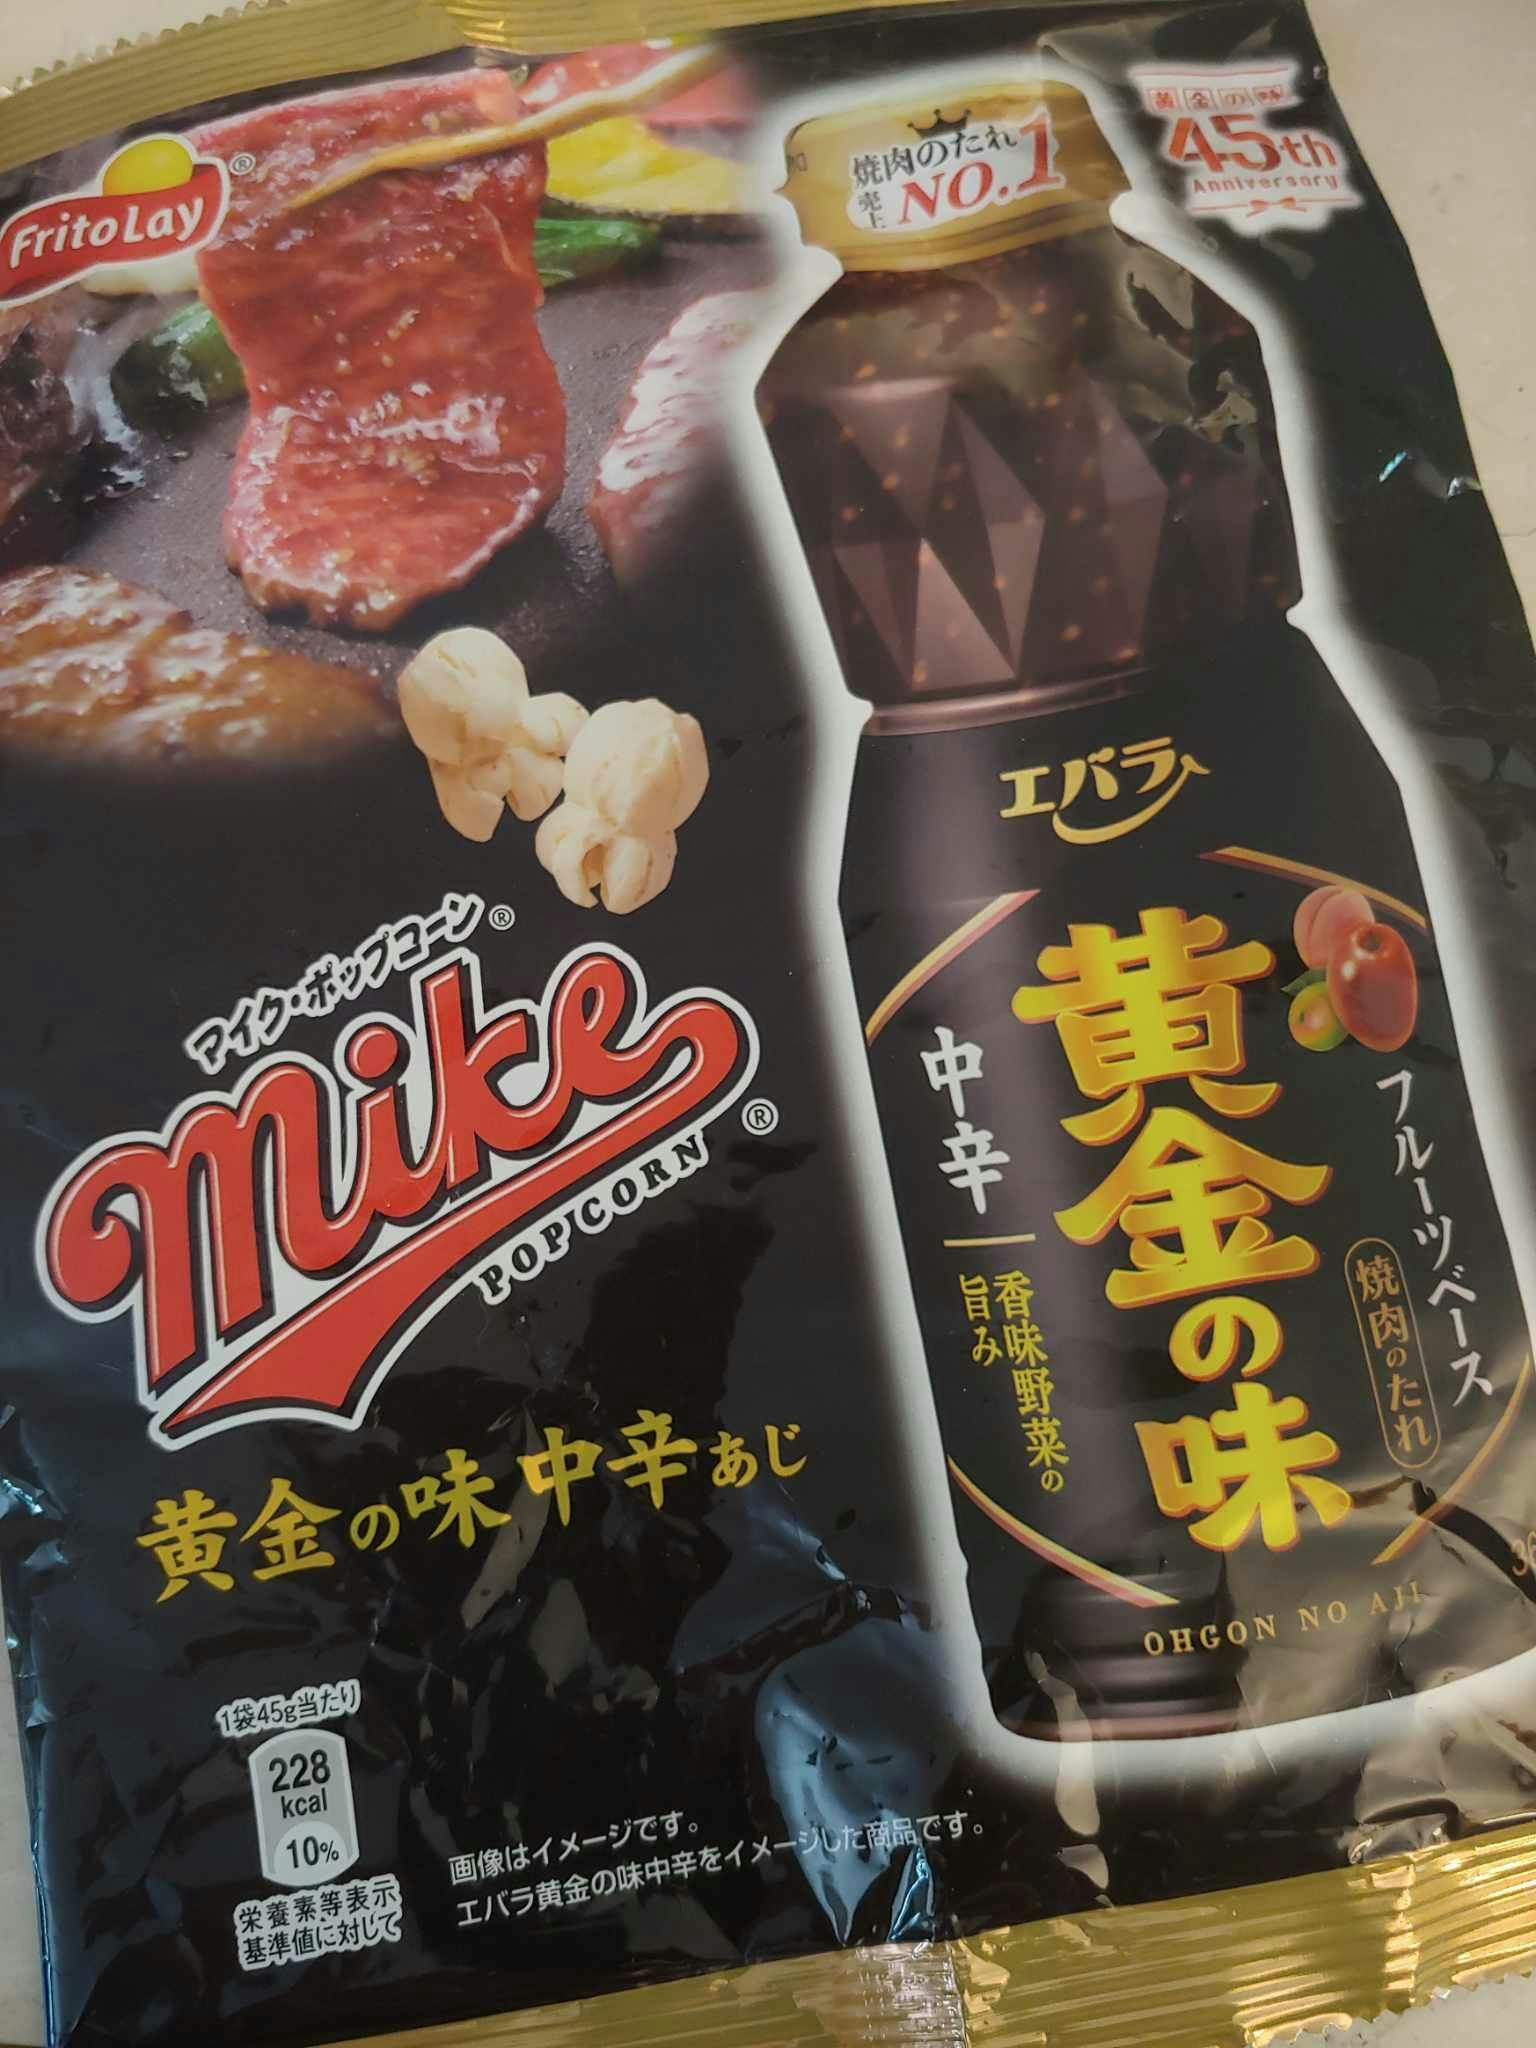 FritoLay®
黄金の味
45th
Anniversary
焼肉のたれ
売上
NO.1
エバラ
黄金の味
中辛
香味野菜の
旨み
フルーツベース
焼肉のたれ
OHGON NO AJI
マイク・ポップコーン®
Mike®
POPCORN
黄金の味 中辛あじ
1袋45g当たり
228
kcal
10%
栄養素等表示
基準値に対して
画像はイメージです。
エバラ黄金の味中辛をイメージした商品です。